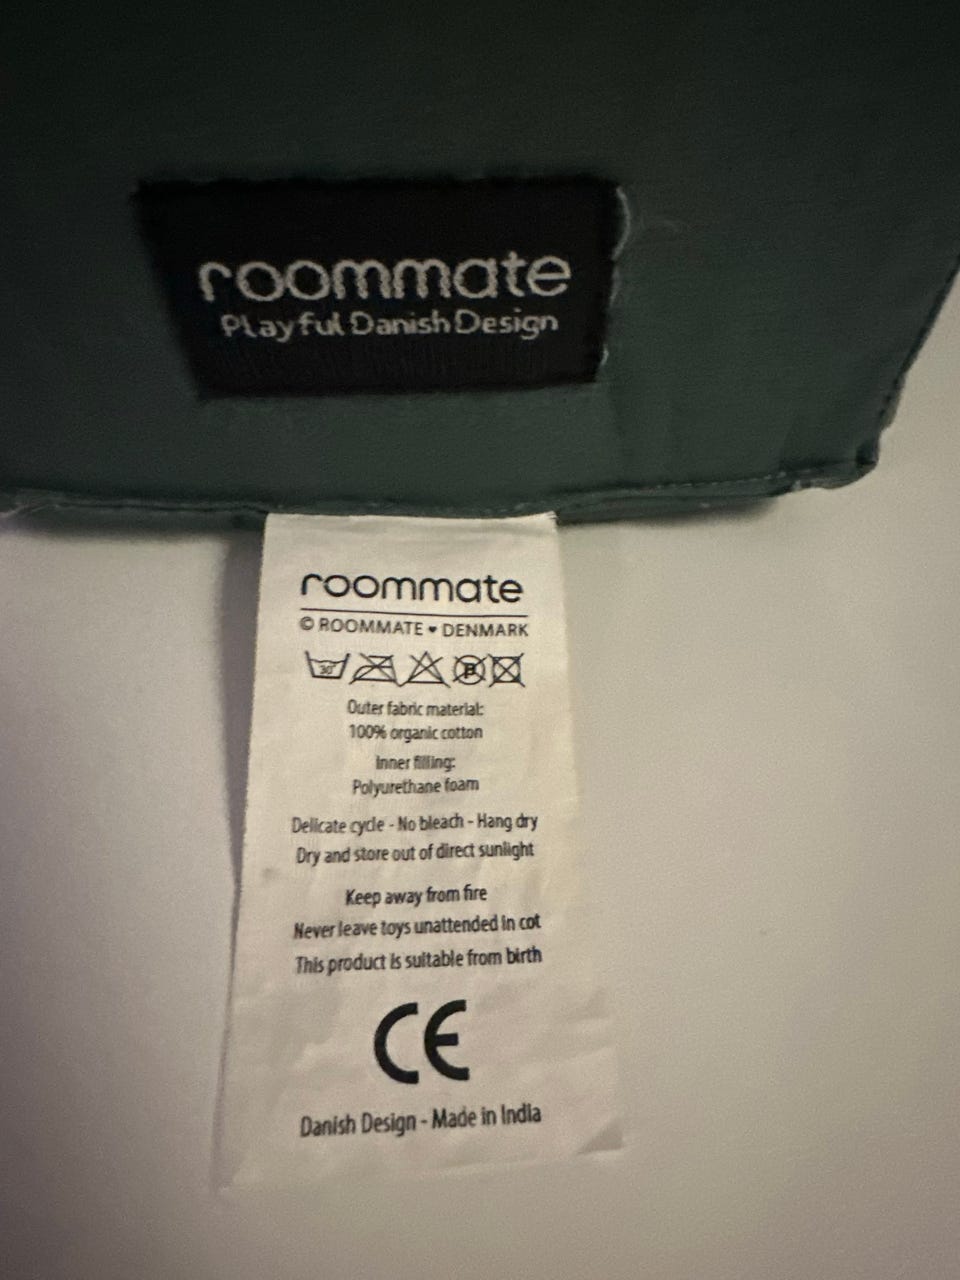 roommate
Playful Danish Design
roommate
© ROOMMATE ♥ DENMARK
30°
P
Outer fabric material:
100% organic cotton
Inner filling:
Polyurethane foam
Delicate cycle - No bleach - Hang dry
Dry and store out of direct sunlight
Keep away from fire
Never leave toys unattended in cot
This product is suitable from birth
CE
Danish Design - Made in India